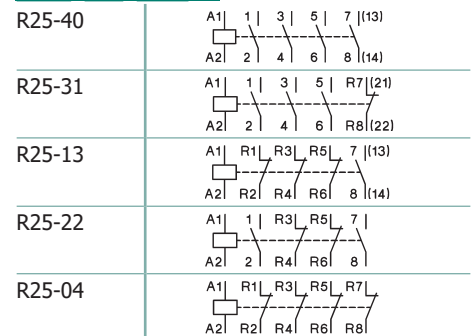 R25-40
A1 1 3 5 7 (13)
A2 2 4 6 8 (14)
R25-31
A1 1 3 5 R7 (21)
A2 2 4 6 R8 (22)
R25-13
A1 R1 R3 R5 7 (13)
A2 R2 R4 R6 8 (14)
R25-22
A1 1 R3 R5 7
A2 2 R4 R6 8
R25-04
A1 R1 R3 R5 R7
A2 R2 R4 R6 R8